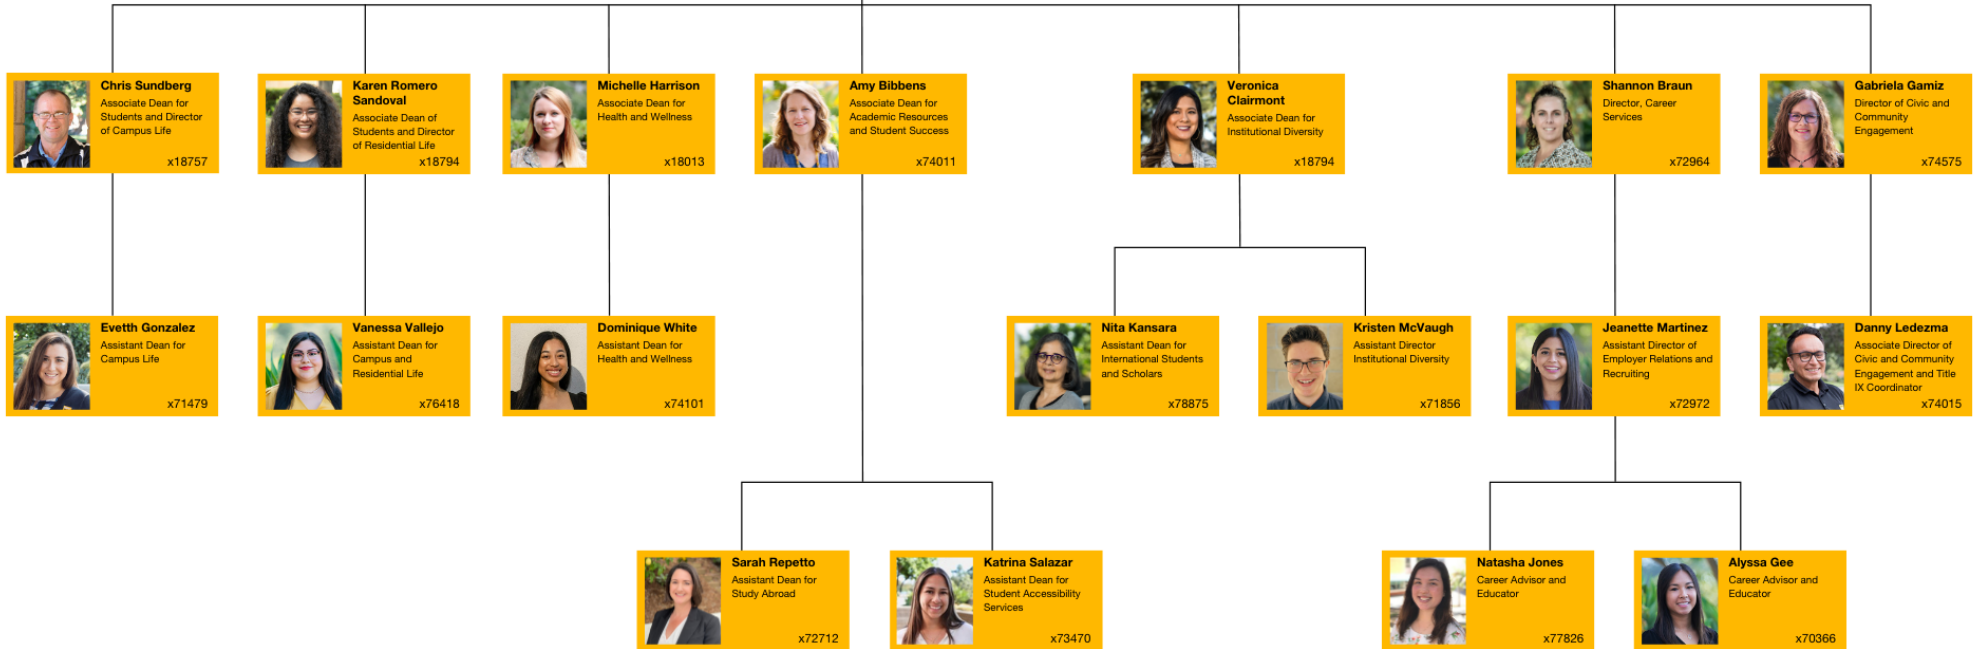 Chris Sundberg
Associate Dean for
Students and Director
of Campus Life
x18757
Karen Romero
Sandoval
Associate Dean of
Students and Director
of Residential Life
x18794
Michelle Harrison
Associate Dean for
Health and Wellness
x18013
Amy Bibbens
Associate Dean for
Academic Resources
and Student Success
x74011
Veronica
Clairmont
Associate Dean for
Institutional Diversity
x18794
Shannon Braun
Director, Career
Services
x72964
Gabriela Gamiz
Director of Civic and
Community
Engagement
x74575
Evetth Gonzalez
Assistant Dean for
Campus Life
x71479
Vanessa Vallejo
Assistant Dean for
Campus and
Residential Life
x76418
Dominique White
Assistant Dean for
Health and Wellness
x74101
Nita Kansara
Assistant Dean for
International Students
and Scholars
x78875
Kristen McVaugh
Assistant Director
Institutional Diversity
x71856
Jeanette Martinez
Assistant Director of
Employer Relations and
Recruiting
x72972
Danny Ledezma
Associate Director of
Civic and Community
Engagement and Title
IX Coordinator
x74015
Sarah Repetto
Assistant Dean for
Study Abroad
x72712
Katrina Salazar
Assistant Dean for
Student Accessibility
Services
x73470
Natasha Jones
Career Advisor and
Educator
x77826
Alyssa Gee
Career Advisor and
Educator
x70366